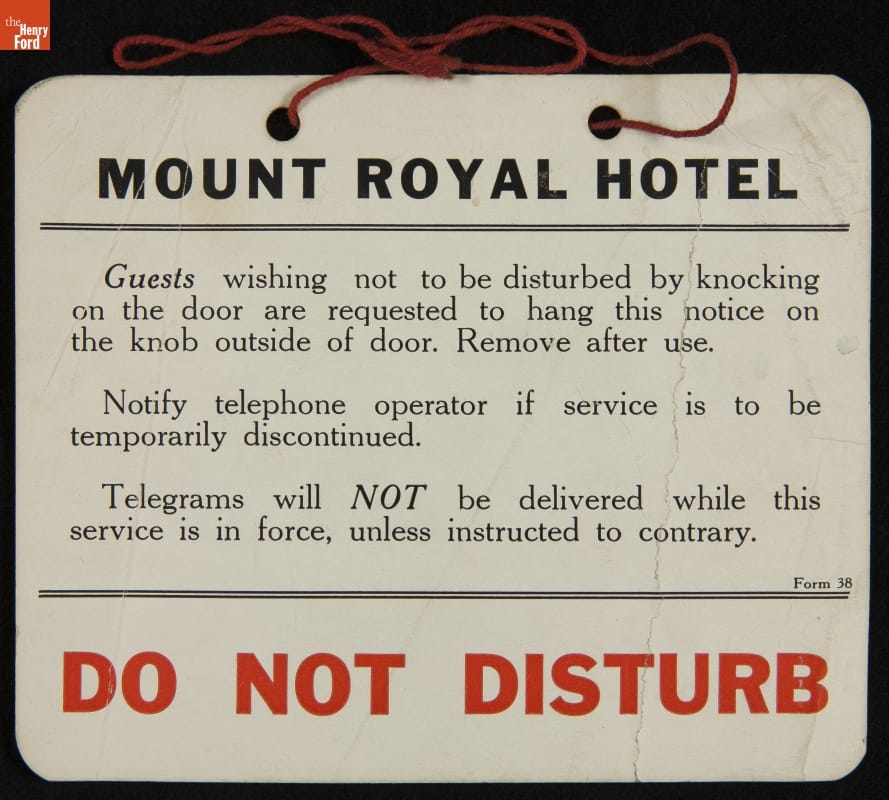 the
Henry
Ford
MOUNT ROYAL HOTEL
Guests wishing not to be disturbed by knocking
on the door are requested to hang this notice on
the knob outside of door. Remove after use.
Notify telephone operator if service is to be
temporarily discontinued.
Telegrams will NOT be delivered while this
service is in force, unless instructed to contrary.
Form 38
DO NOT DISTURB